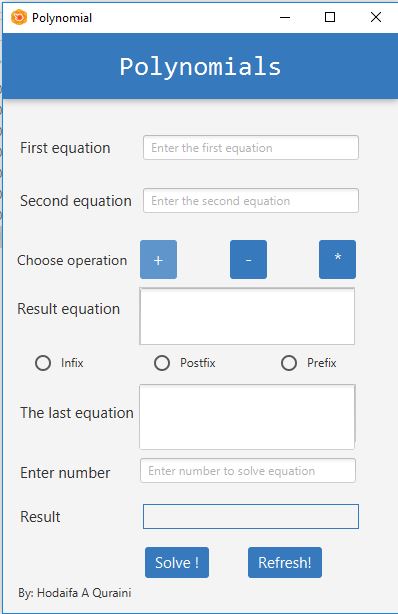 Polynomial
Polynomials
First equation
Enter the first equation
Second equation
Enter the second equation
Choose operation
+ - *
Result equation
Infix Postfix Prefix
The last equation
Enter number
Enter number to solve equation
Result
Solve ! Refresh!
By: Hodaifa A Quraini